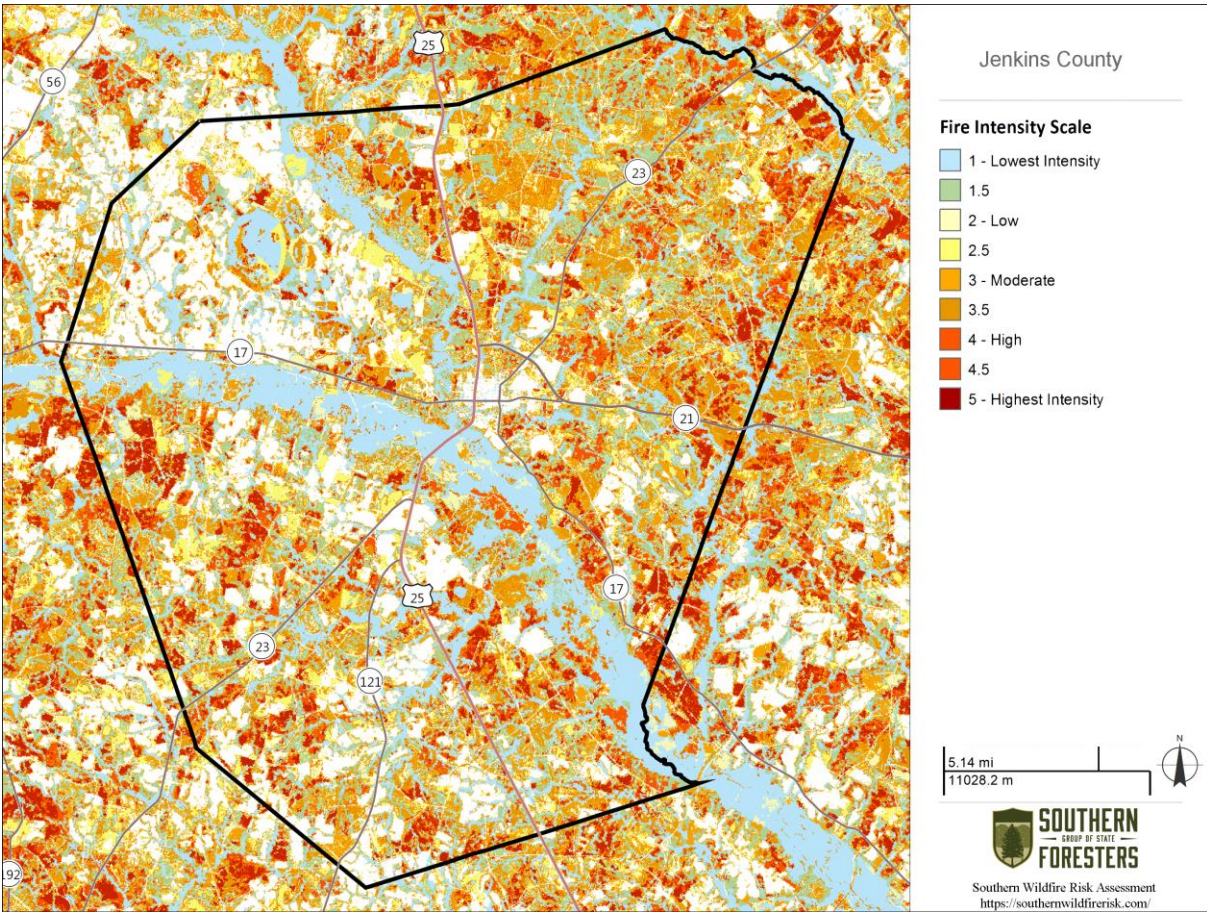 Jenkins County
Fire Intensity Scale
1 - Lowest Intensity
1.5
2 - Low
2.5
3 - Moderate
3.5
4 - High
4.5
5 - Highest Intensity
25
56
23
17
21
25
17
23
121
192
5.14 mi
11028.2 m
N
SOUTHERN
GROUP OF STATE
FORESTERS
Southern Wildfire Risk Assessment
https://southernwildfirerisk.com/